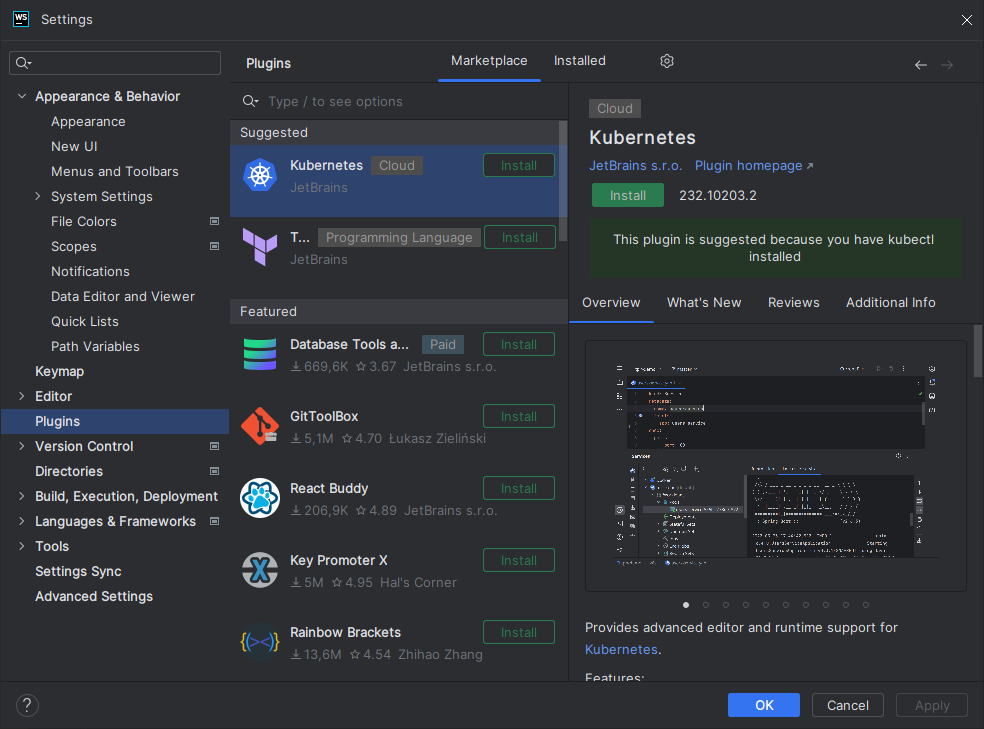 WS Settings
Plugins Marketplace Installed
Type / to see options
Appearance & Behavior
Appearance
New UI
Menus and Toolbars
System Settings
File Colors
Scopes
Notifications
Data Editor and Viewer
Quick Lists
Path Variables
Keymap
Editor
Plugins
Version Control
Directories
Build, Execution, Deployment
Languages & Frameworks
Tools
Settings Sync
Advanced Settings
Suggested
Kubernetes Cloud Install
JetBrains
T... Programming Language Install
JetBrains
Featured
Database Tools a... Paid Install
669,6K 3.67 JetBrains s.r.o.
GitToolBox Install
5,1M 4.70 Łukasz Zieliński
React Buddy Install
206,9K 4.89 JetBrains s.r.o.
Key Promoter X Install
5M 4.95 Hal's Corner
Rainbow Brackets Install
13,6M 4.54 Zhihao Zhang
Cloud
Kubernetes
JetBrains s.r.o. Plugin homepage
Install 232.10203.2
This plugin is suggested because you have kubectl
installed
Overview What's New Reviews Additional Info
Provides advanced editor and runtime support for
Kubernetes.
Features:
? OK Cancel Apply